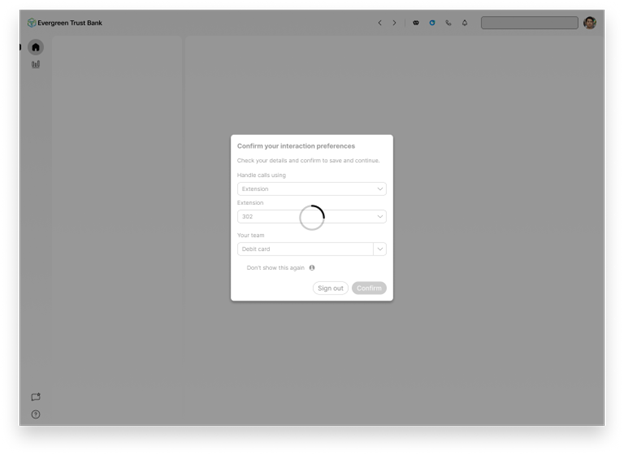 Evergreen Trust Bank
Confirm your interaction preferences
Check your details and confirm to save and continue.
Handle calls using
Extension
Extension
302
Your team
Debit card
Don't show this again
Sign out
Confirm